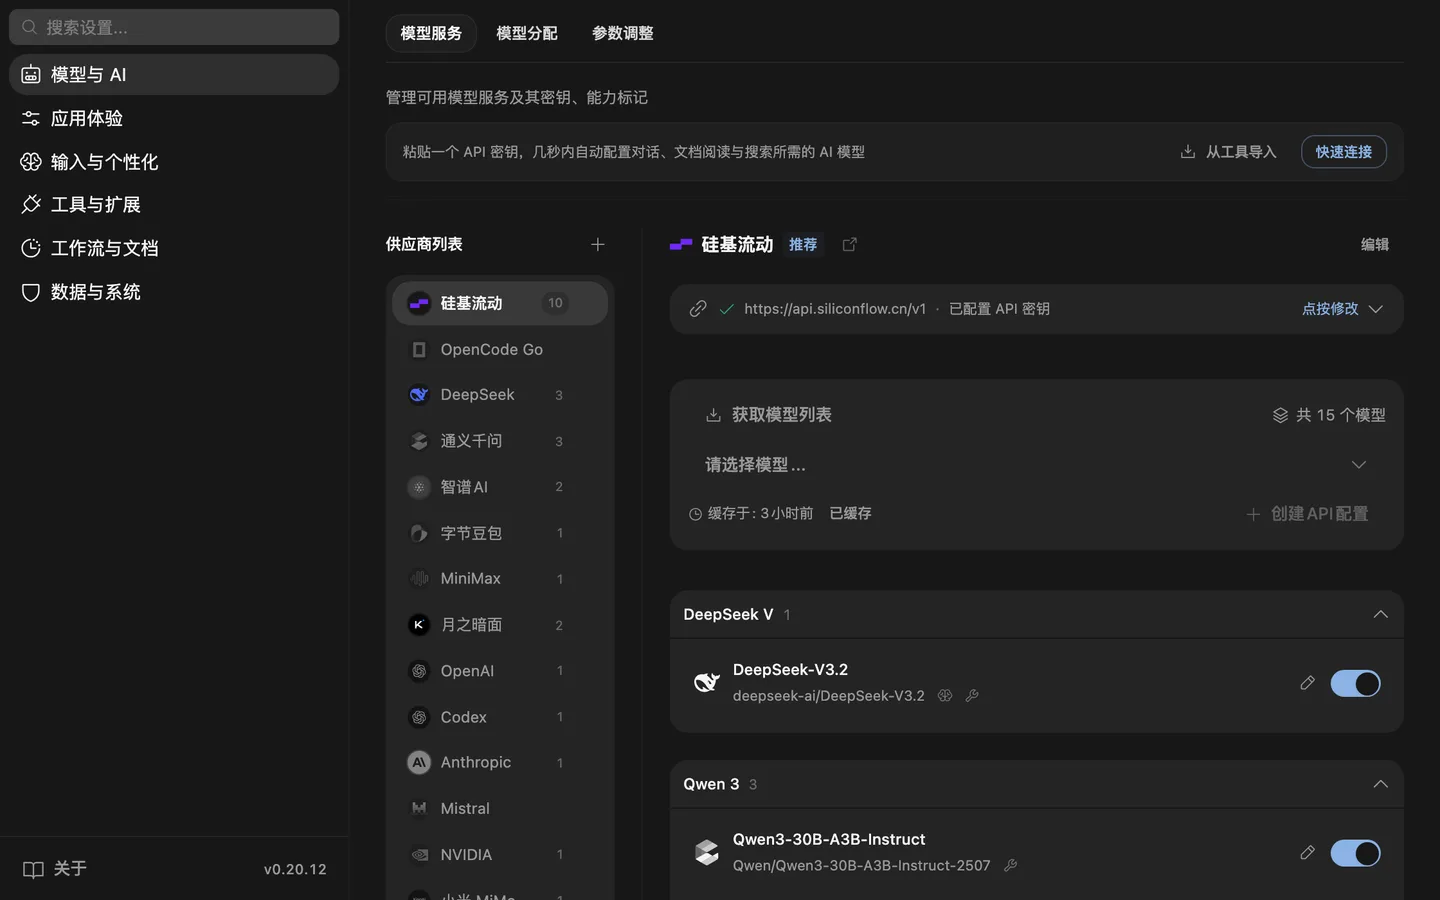 搜索设置...
模型与 AI
应用体验
输入与个性化
工具与扩展
工作流与文档
数据与系统
关于
v0.20.12
模型服务
模型分配
参数调整
管理可用模型服务及其密钥、能力标记
粘贴一个 API 密钥，几秒内自动配置对话、文档阅读与搜索所需的 AI 模型
从工具导入
快速连接
供应商列表
硅基流动 10
OpenCode Go
DeepSeek 3
通义千问 3
智谱AI 2
字节豆包 1
MiniMax 1
月之暗面 2
OpenAI 1
Codex 1
Anthropic 1
Mistral
NVIDIA 1
硅基流动 推荐
编辑
https://api.siliconflow.cn/v1 · 已配置 API 密钥
点按修改
获取模型列表
共 15 个模型
请选择模型...
缓存于: 3小时前 已缓存
创建API配置
DeepSeek V 1
DeepSeek-V3.2
deepseek-ai/DeepSeek-V3.2
Qwen 3 3
Qwen3-30B-A3B-Instruct
Qwen/Qwen3-30B-A3B-Instruct-2507